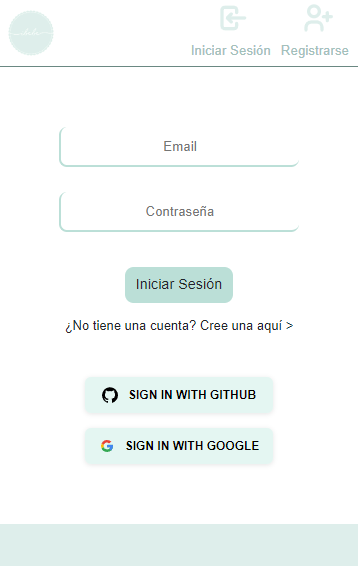 Iniciar Sesión
Registrarse
Email
Contraseña
Iniciar Sesión
¿No tiene una cuenta? Cree una aquí >
SIGN IN WITH GITHUB
SIGN IN WITH GOOGLE